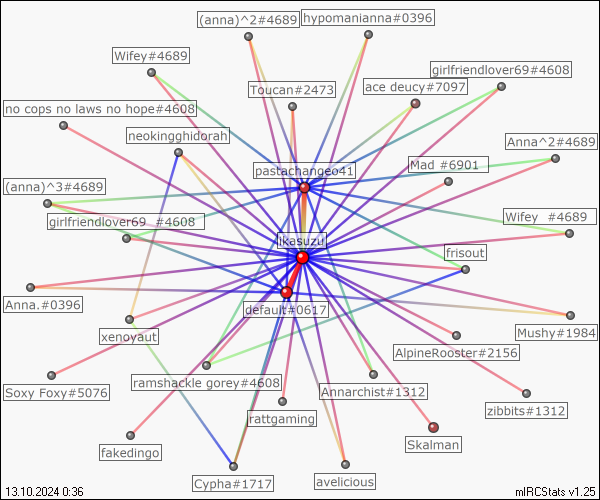 (anna)^2#4689
hypomanianna#0396
Wifey#4689
girlfriendlover69#4608
Toucan#2473
ace deucy#7097
no cops no laws no hope#4608
neokingghidorah
Anna^2#4689
pastachangeo41
Mad #6901
(anna)^3#4689
girlfriendlover69 #4608
Wifey #4689
ikasuzu
frisout
Anna.#0396
default#0617
xenoyaut
Mushy#1984
AlpineRooster#2156
Soxy Foxy#5076
ramshackle gorey#4608
Annarchist#1312
rattgaming
zibbits#1312
fakedingo
Skalman
Cypha#1717
avelicious
13.10.2024 0:36
mIRCStats v1.25